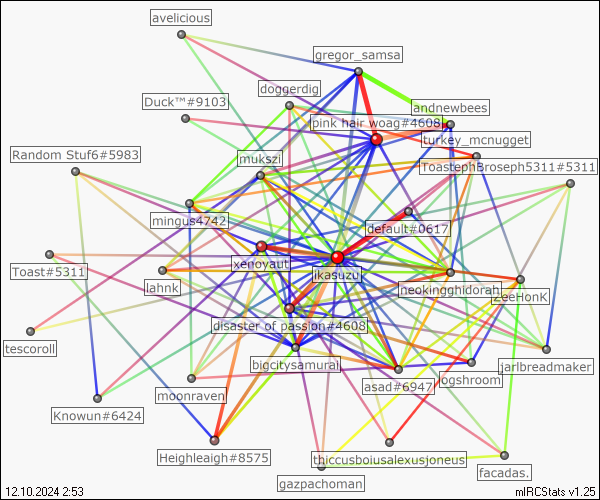 avelicious
gregor_samsa
doggerdig
Duck™#9103
andnewbees
pink hair woag#4608
turkey_mcnugget
Random Stuf6#5983
mukszi
ToastephBroseph5311#5311
mingus4742
default#0617
xenoyaut
ikasuzu
Toast#5311
lahnk
neokingghidorah
ZeeHonK
disaster of passion#4608
tescoroll
bigcitysamurai
jarlbreadmaker
asad#6947
ogshroom
moonraven
Knowun#6424
Heighleaigh#8575
thiccusboiusalexusjoneus
facadas.
gazpachoman
12.10.2024 2:53
mIRCStats v1.25